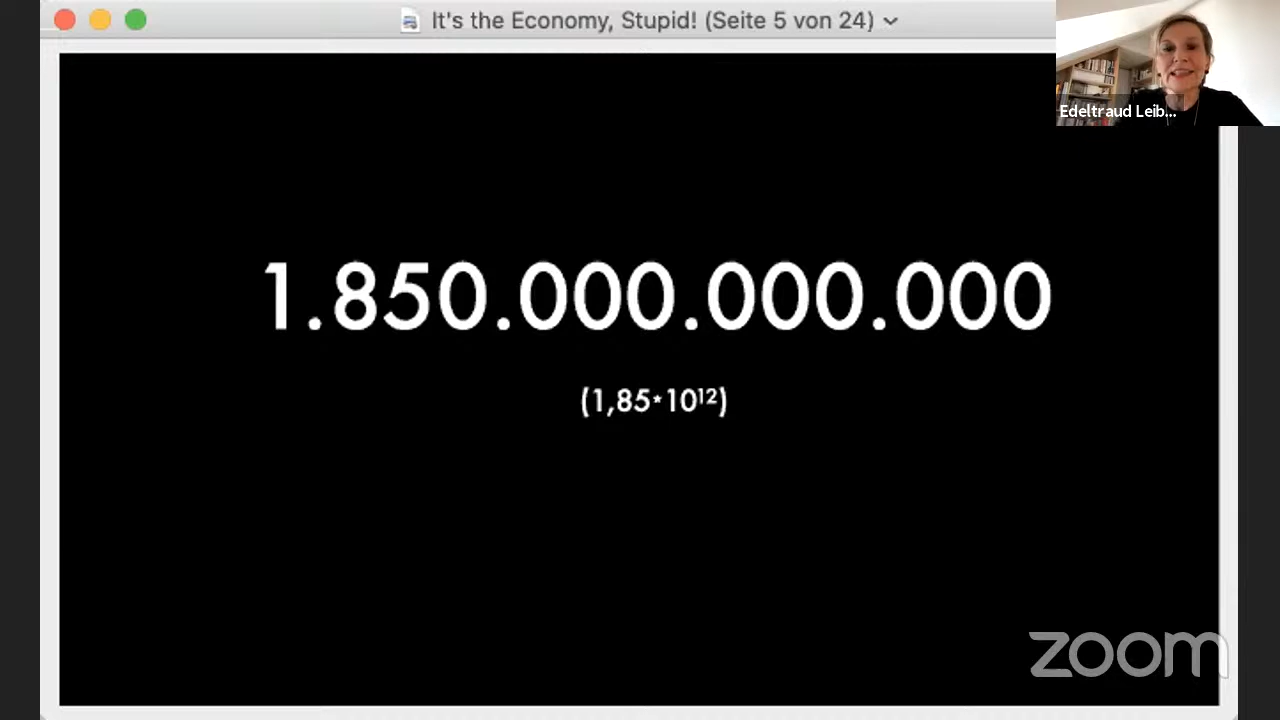 It's the Economy, Stupid! (Seite 5 von 24)
Edeltraud Leib...
1.850.000.000.000
(1,85*10¹²)
zoom